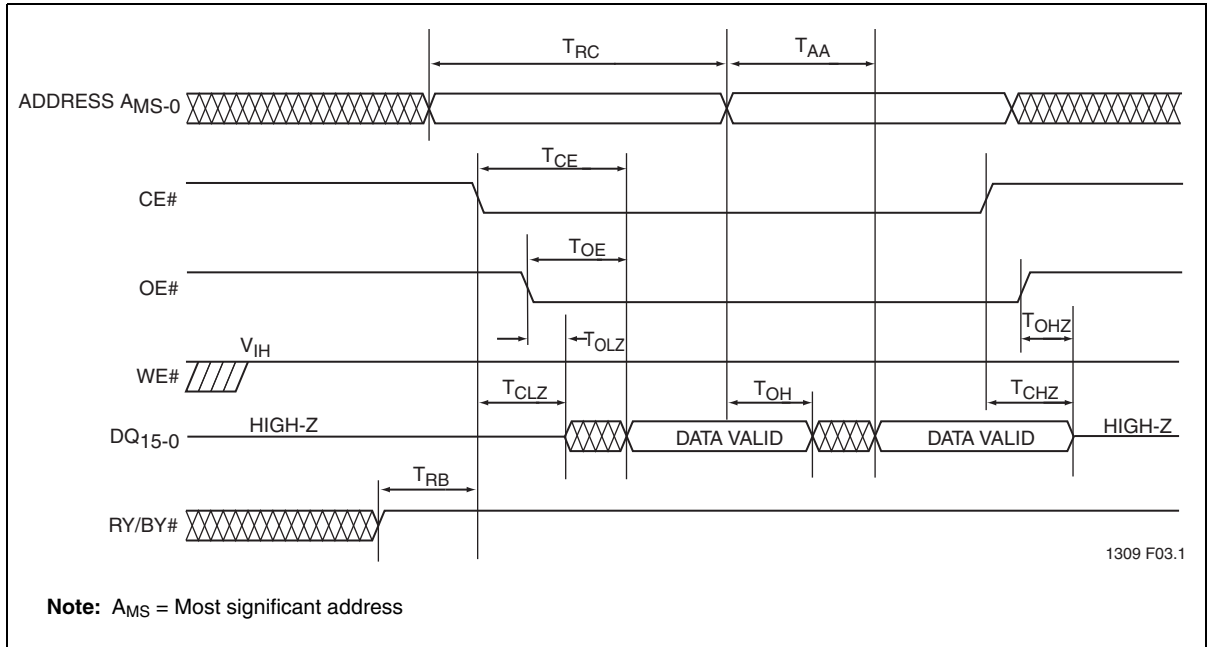 TRC TAA
ADDRESS AMS-0
TCE
CE#
TOE
OE#
TOLZ TOHZ
VIH
WE#
TCLZ TOH TCHZ
DQ15-0 HIGH-Z DATA VALID DATA VALID HIGH-Z
TRB
RY/BY#
1309 F03.1
Note: AMS = Most significant address